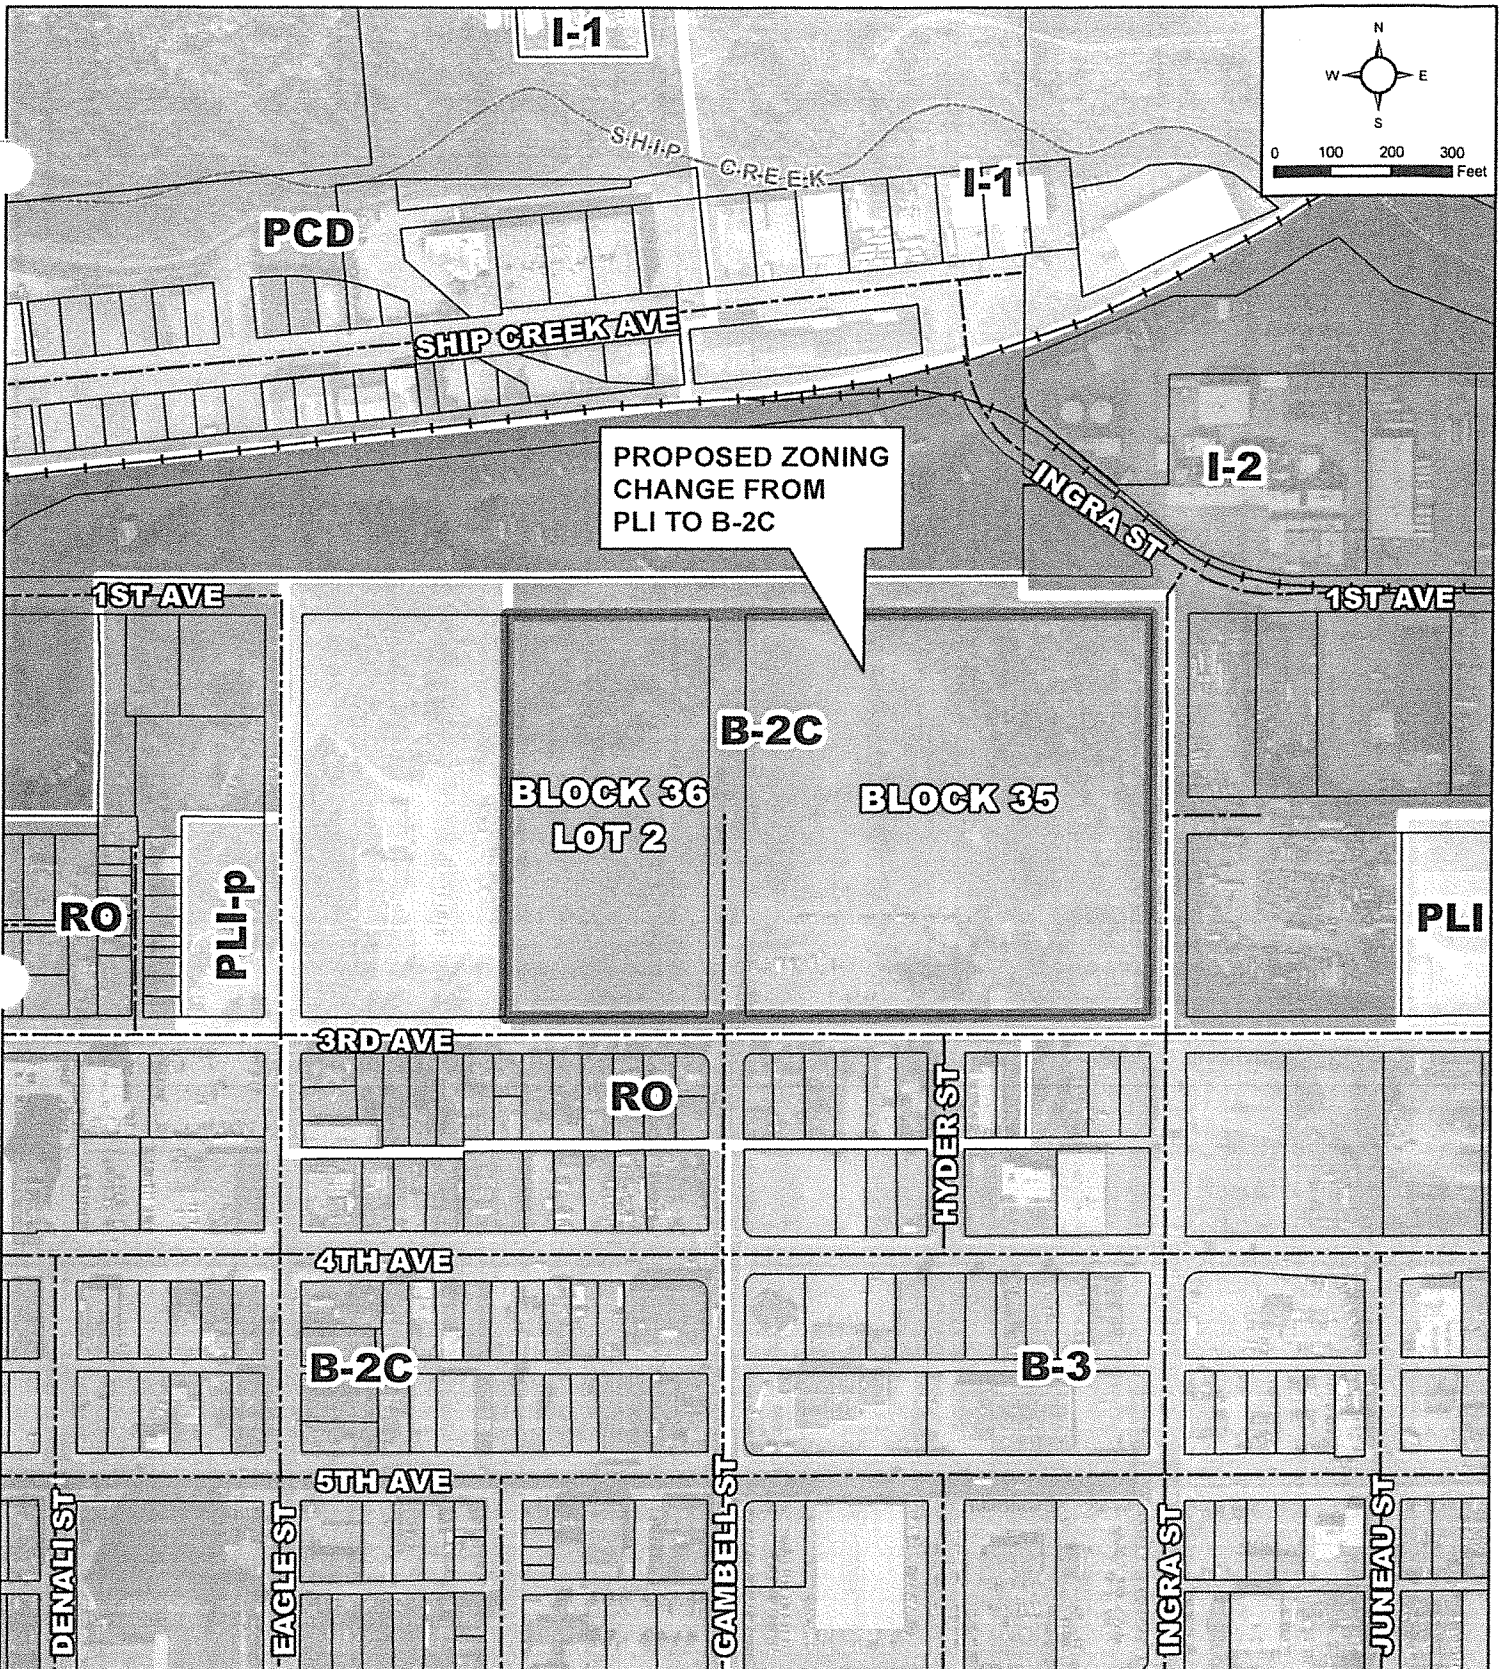 I-1
N
W E
S
0 100 200 300
Feet
SHIP CREEK
I-1
PCD
SHIP CREEK AVE
PROPOSED ZONING
CHANGE FROM
PLI TO B-2C
I-2
INGRA ST
1ST AVE
1ST AVE
B-2C
BLOCK 36
LOT 2
BLOCK 35
RO
PLI-p
PLI
3RD AVE
RO
HYDER ST
4TH AVE
B-2C
B-3
5TH AVE
DENALI ST
EAGLE ST
GAMBELL ST
INGRA ST
JUNEAU ST